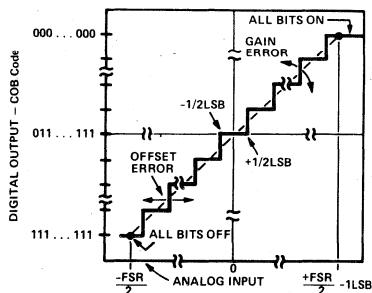 ALL BITS ON
000 . . . 000
GAIN
ERROR
-1/2LSB
DIGITAL OUTPUT – COB Code
011 . . . 111
+1/2LSB
OFFSET
ERROR
ALL BITS OFF
111 . . . 111
-FSR
2
ANALOG INPUT
0
+FSR
2
-1LSB